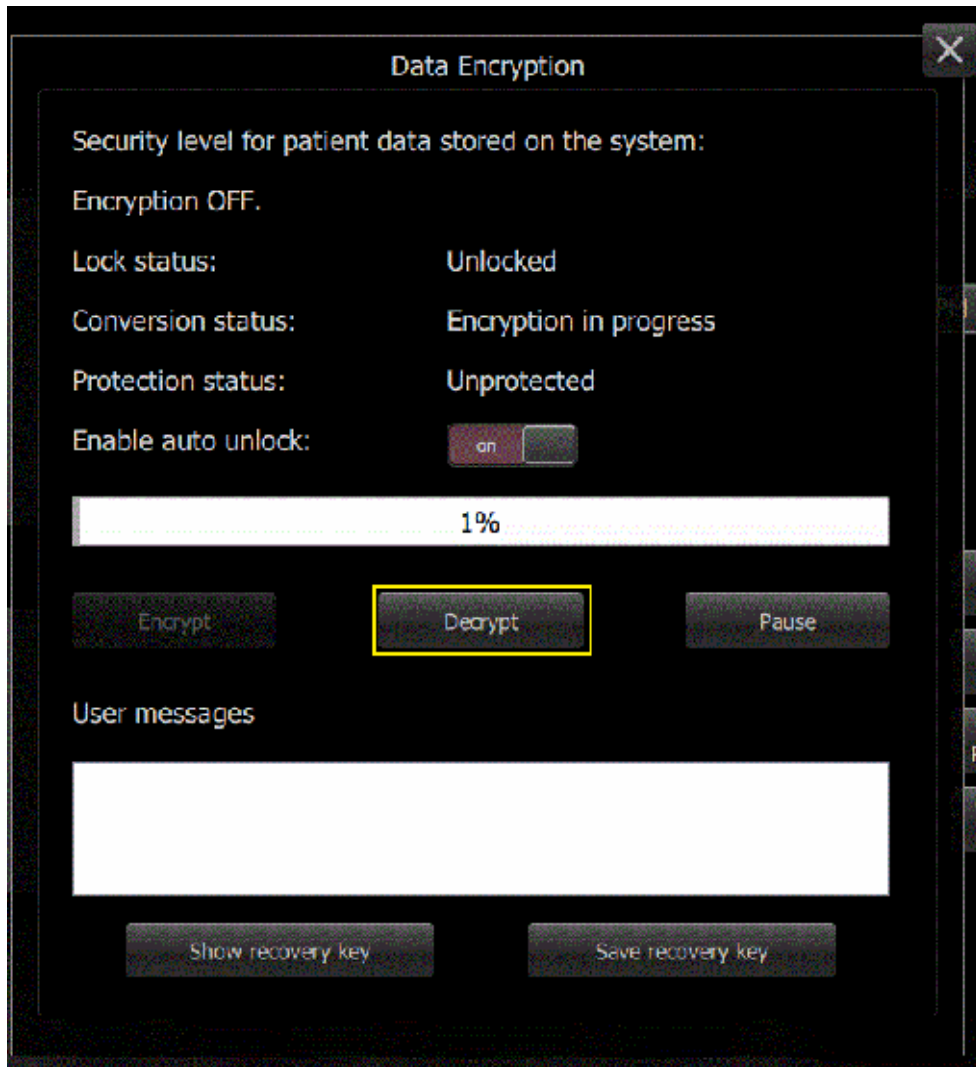 Data Encryption
Security level for patient data stored on the system:
Encryption OFF.
Lock status: Unlocked
Conversion status: Encryption in progress
Protection status: Unprotected
Enable auto unlock: on
1%
Encrypt Decrypt Pause
User messages
Show recovery key Save recovery key